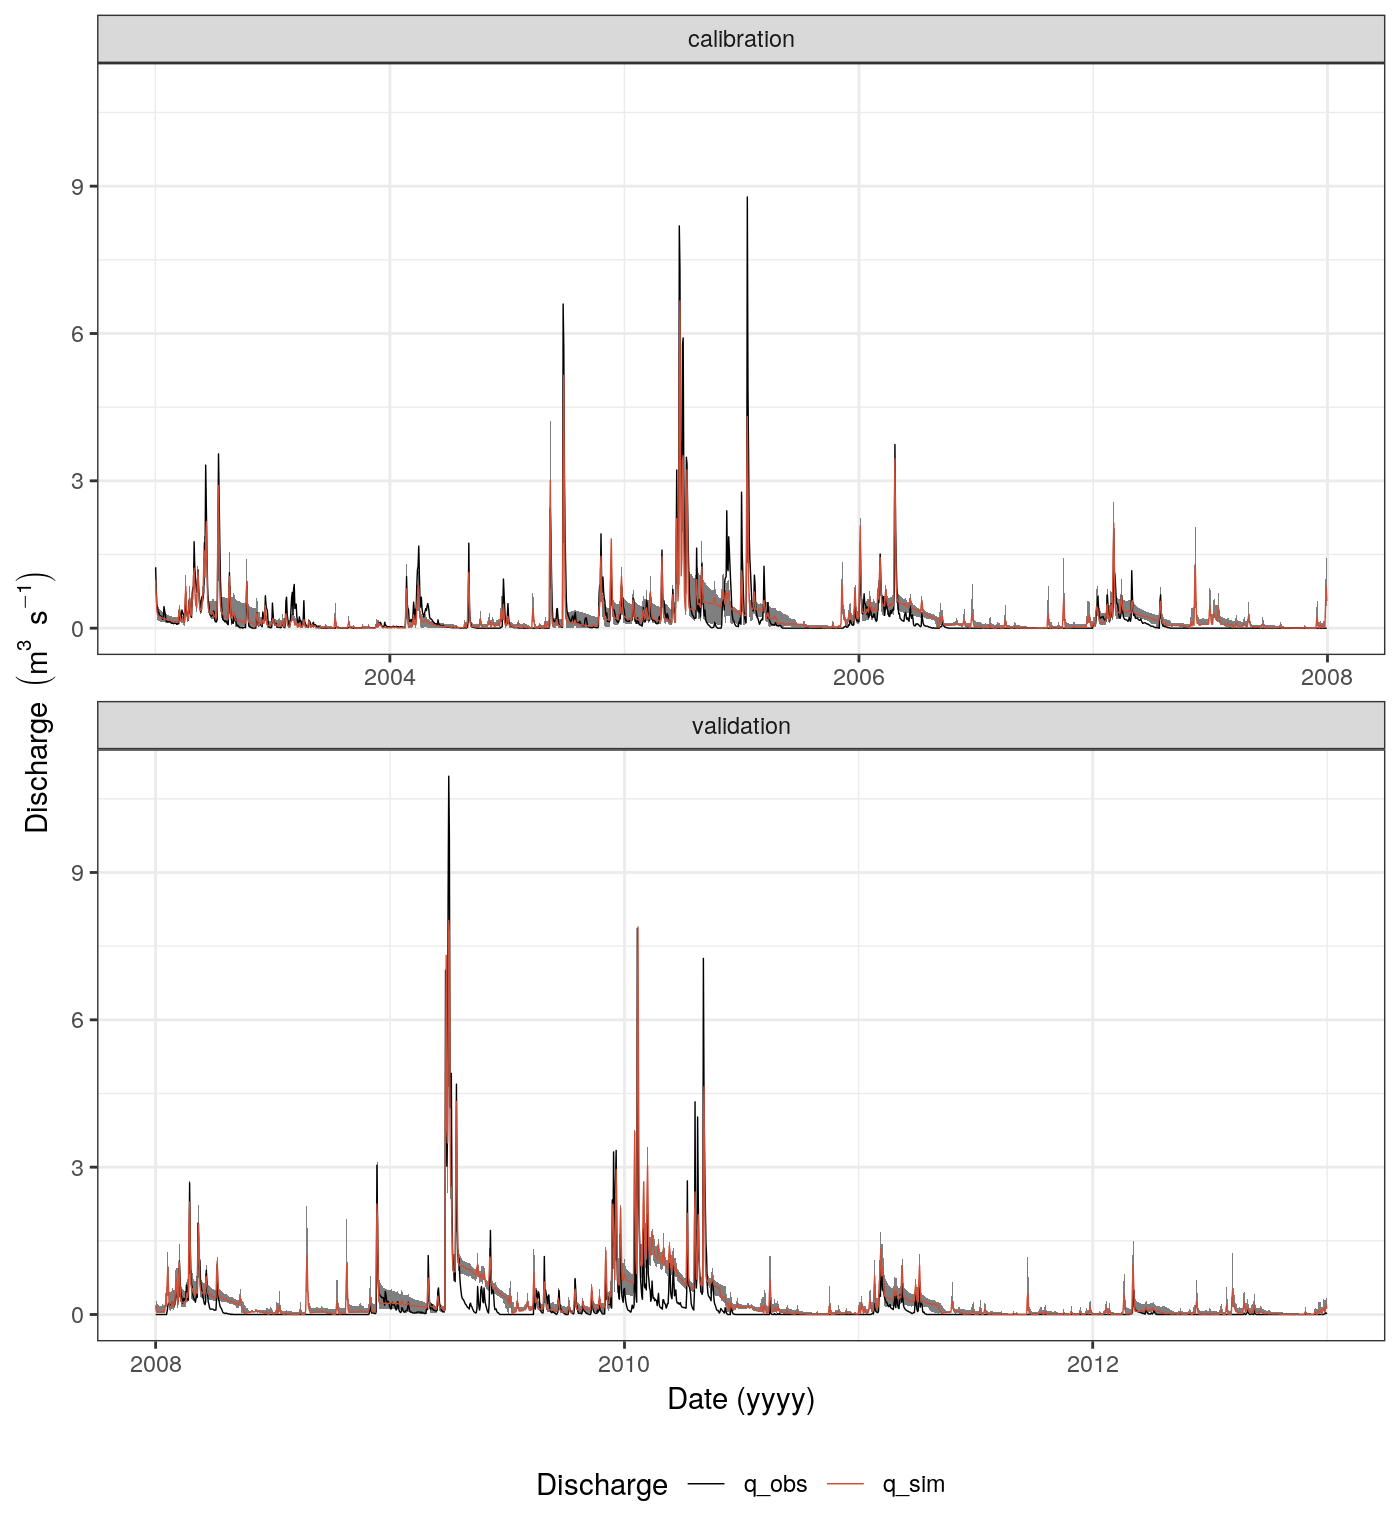 calibration
9
6
3
0
2004 2006 2008
Discharge (m³ s⁻¹)
validation
9
6
3
0
2008 2010 2012
Date (yyyy)
Discharge q_obs q_sim